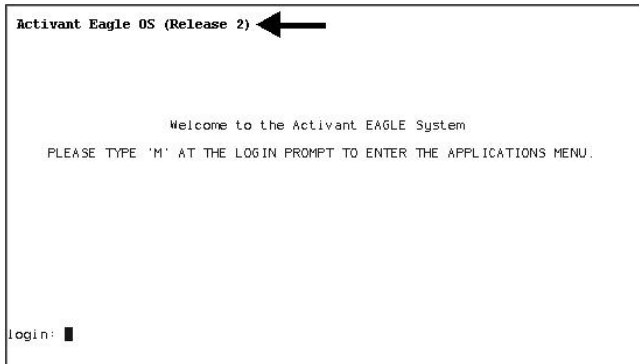 Activant Eagle OS (Release 2)
Welcome to the Activant EAGLE System
PLEASE TYPE 'M' AT THE LOGIN PROMPT TO ENTER THE APPLICATIONS MENU.
login: